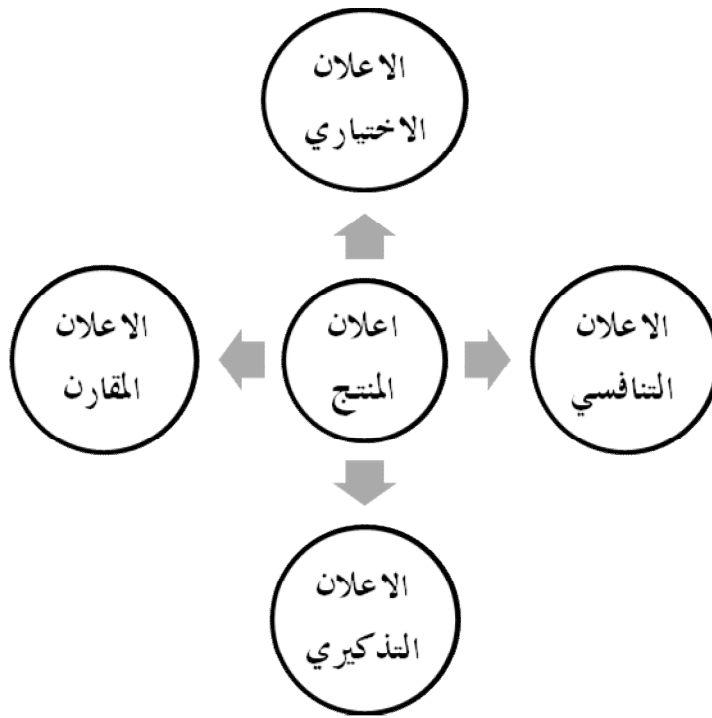 الاعلان
الاختياري
الاعلان
التنافسي
اعلان
المنتج
الاعلان
المقارن
الاعلان
التذكيري